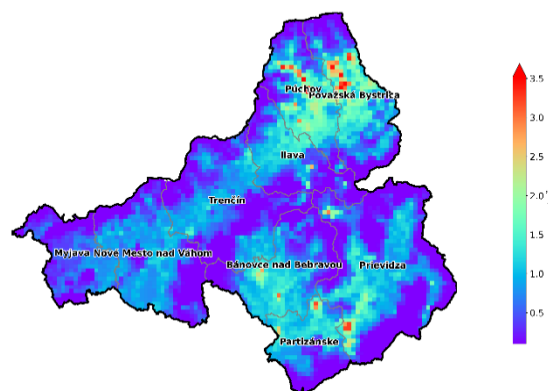 Púchov
Považská Bystrica
Ilava
Trenčín
Myjava
Nové Mesto nad Váhom
Bánovce nad Bebravou
Prievidza
Partizánske
3.5
3.0
2.5
2.0
1.5
1.0
0.5